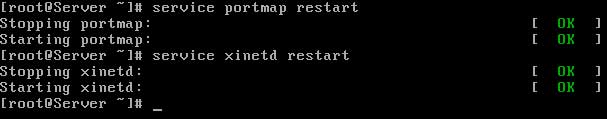 [root@Server ~]# service portmap restart
Stopping portmap: [ OK ]
Starting portmap: [ OK ]
[root@Server ~]# service xinetd restart
Stopping xinetd: [ OK ]
Starting xinetd: [ OK ]
[root@Server ~]# _